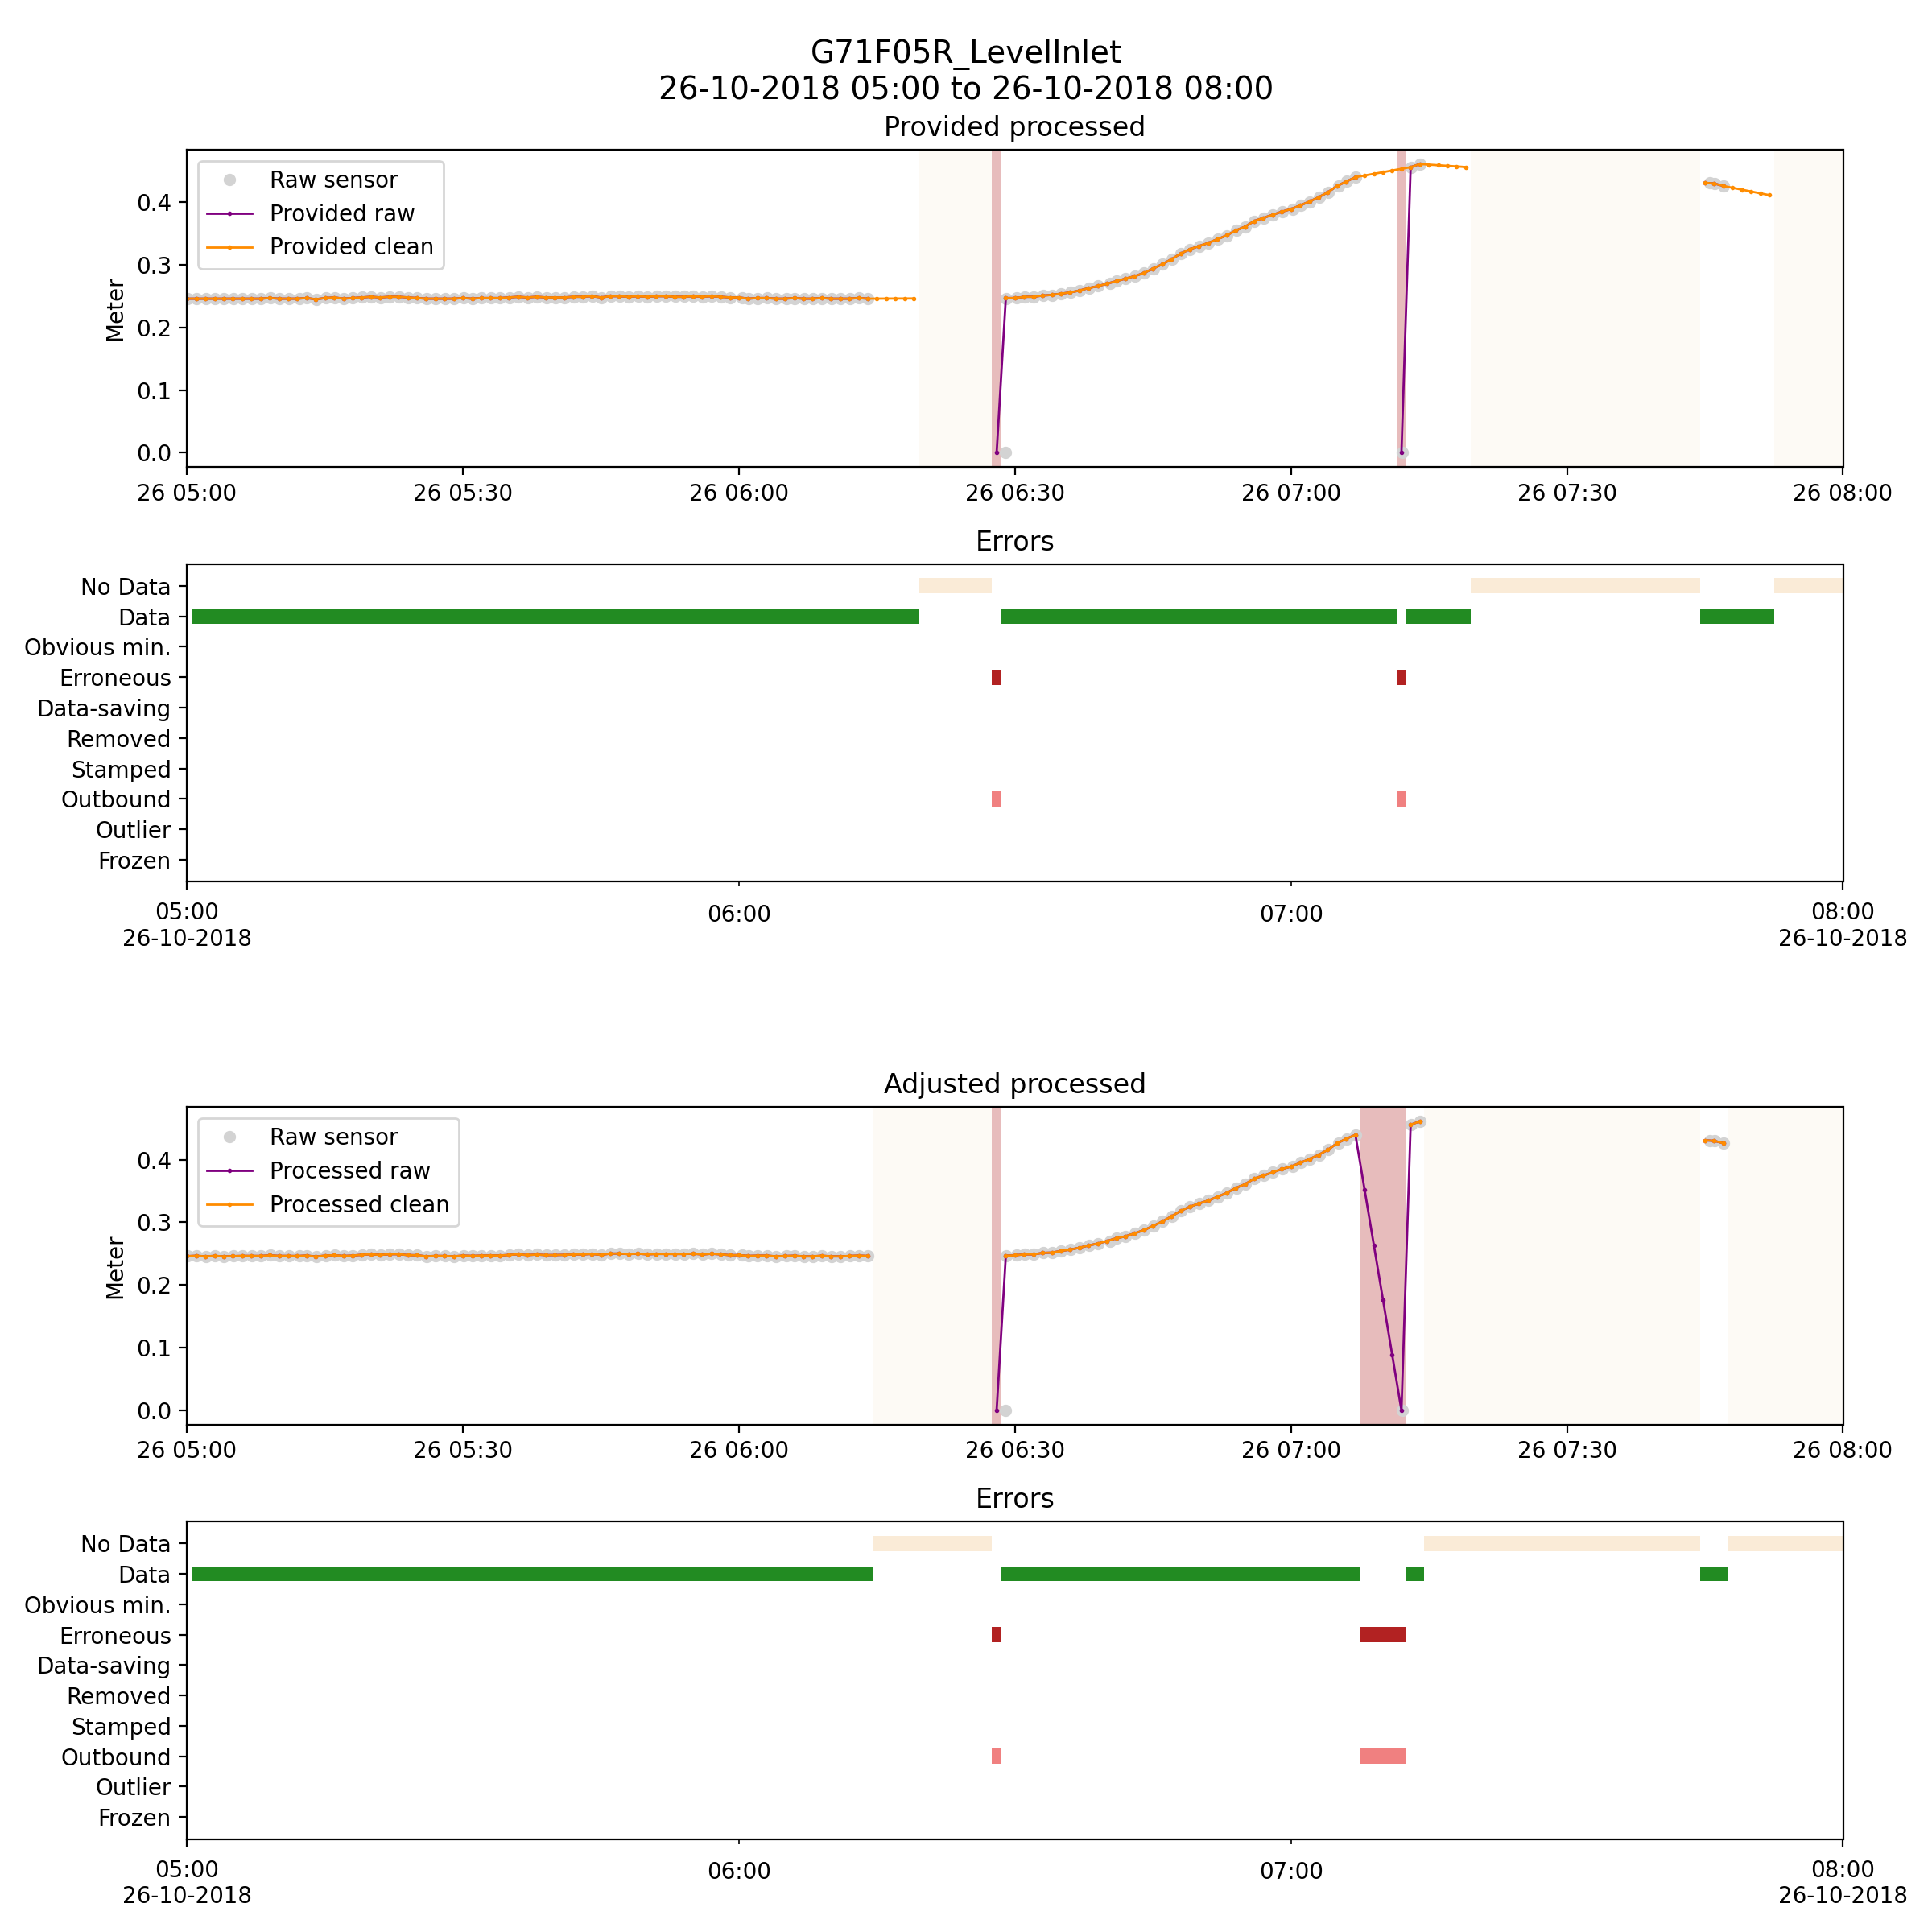 G71F05R_LevelInlet
26-10-2018 05:00 to 26-10-2018 08:00
Provided processed
Raw sensor
Provided raw
Provided clean
Meter
0.4
0.3
0.2
0.1
0.0
26 05:00 26 05:30 26 06:00 26 06:30 26 07:00 26 07:30 26 08:00
Errors
No Data
Data
Obvious min.
Erroneous
Data-saving
Removed
Stamped
Outbound
Outlier
Frozen
05:00 06:00 07:00 08:00
26-10-2018 26-10-2018
Adjusted processed
Raw sensor
Processed raw
Processed clean
Meter
0.4
0.3
0.2
0.1
0.0
26 05:00 26 05:30 26 06:00 26 06:30 26 07:00 26 07:30 26 08:00
Errors
No Data
Data
Obvious min.
Erroneous
Data-saving
Removed
Stamped
Outbound
Outlier
Frozen
05:00 06:00 07:00 08:00
26-10-2018 26-10-2018